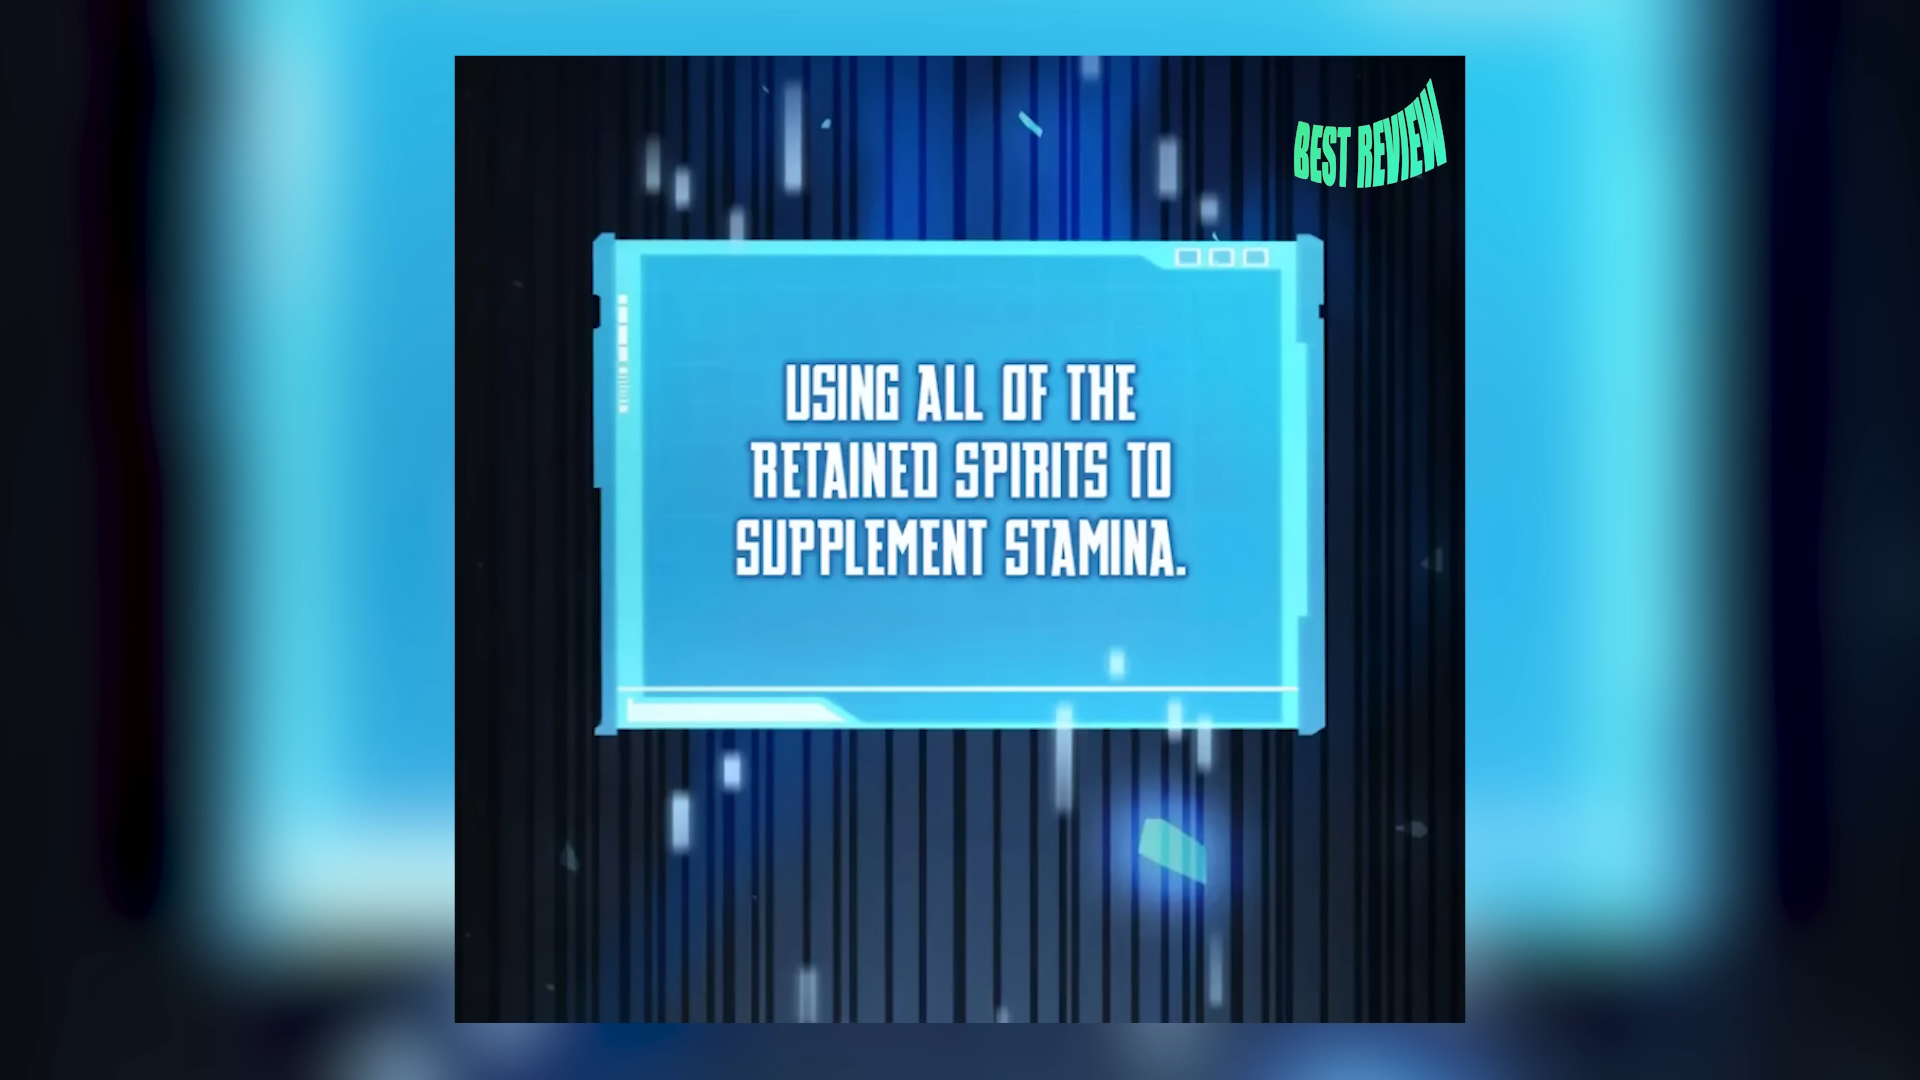 BEST REVIEW
USING ALL OF THE
RETAINED SPIRITS TO
SUPPLEMENT STAMINA.